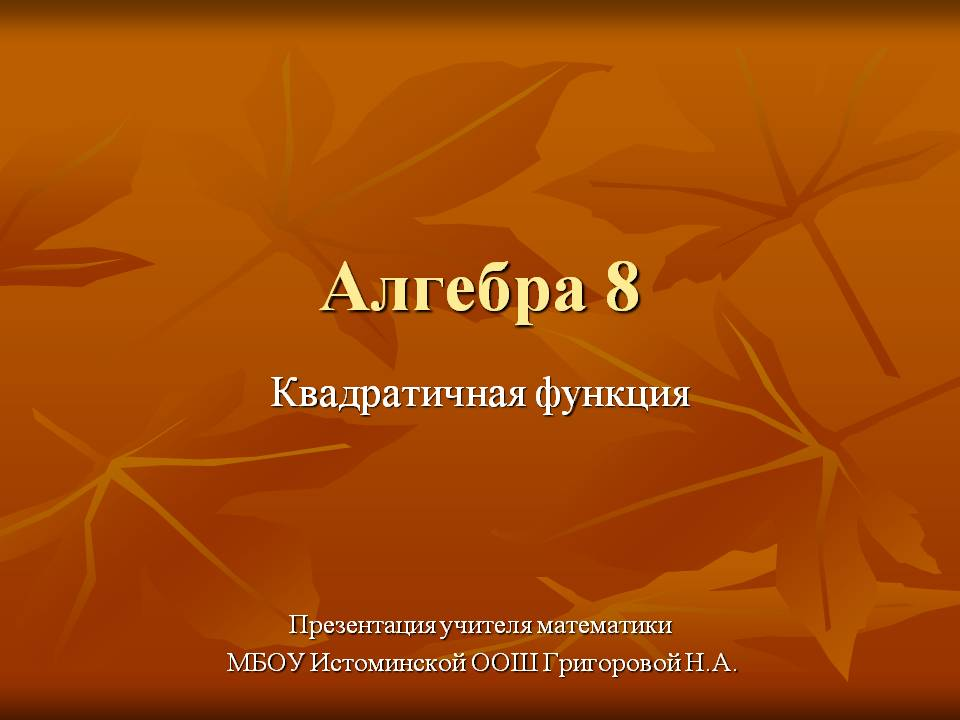 Алгебра 8
Квадратичная функция
Презентация учителя математики
МБОУ Истоминской ООШ Григоровой Н.А.